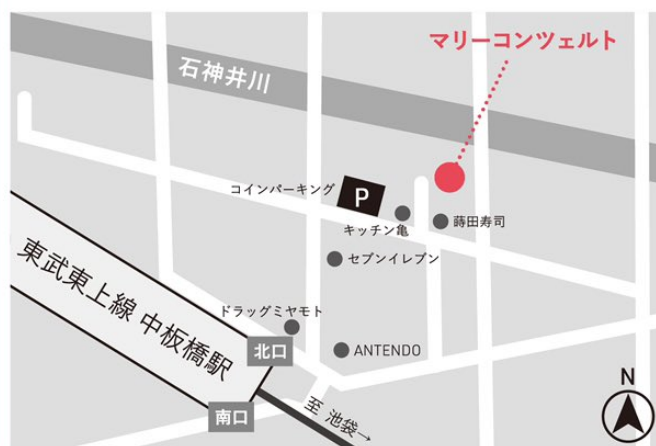 マリーコンツェルト
石神井川
コインパーキング
P
キッチン亀
蒔田寿司
セブンイレブン
ドラッグミヤモト
東武東上線 中板橋駅
北口
ANTENDO
南口
至 池袋→
N